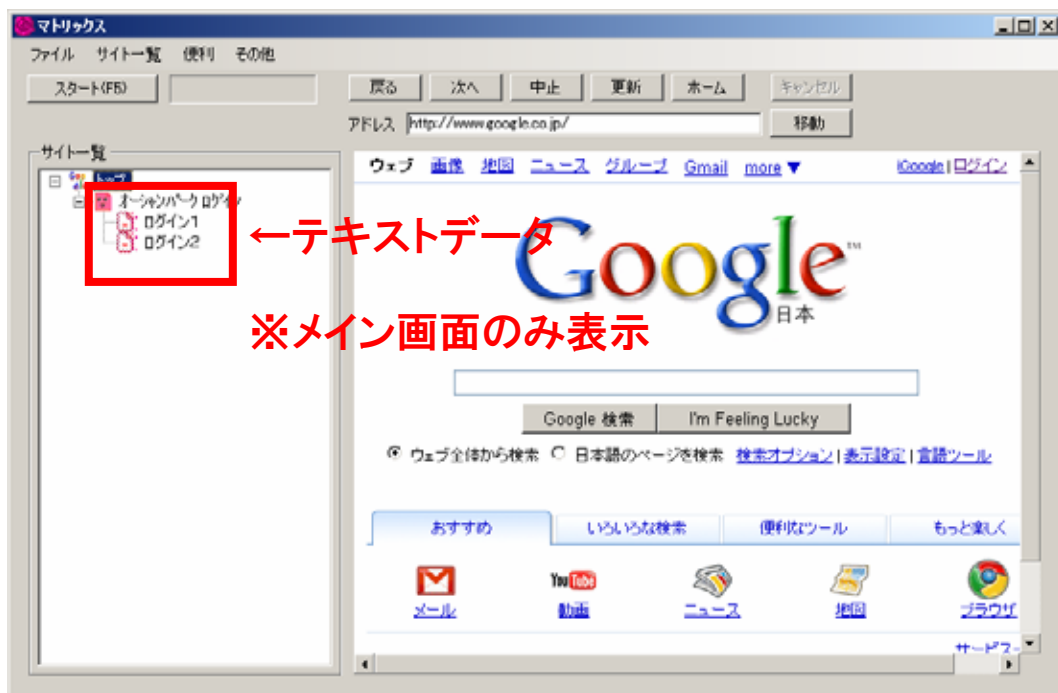 マトリックス
ファイル サイト一覧 便利 その他
スタート(F5) 戻る 次へ 中止 更新 ホーム キャンセル
アドレス http://www.google.co.jp/ 移動
サイト一覧
トップ
オーシャンパーク ログイン
ログイン1
ログイン2
←テキストデータ
※メイン画面のみ表示
ウェブ 画像 地図 ニュース グループ Gmail more ▼ iGoogle | ログイン
Google™
日本
Google 検索 I'm Feeling Lucky
ウェブ全体から検索 日本語のページを検索 検索オプション | 表示設定 | 言語ツール
おすすめ いろいろな検索 便利なツール もっと楽しく
YouTube
メール 動画 ニュース 地図 ブラウザ
サービス-